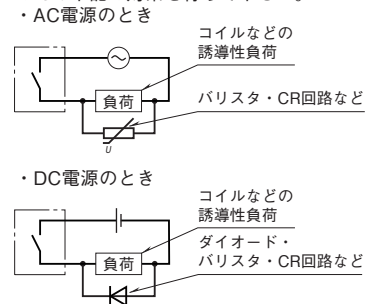 ・AC電源のとき
コイルなどの
誘導性負荷
負荷
バリスタ・CR回路など
U
・DC電源のとき
コイルなどの
誘導性負荷
ダイオード・
負荷
バリスタ・CR回路など